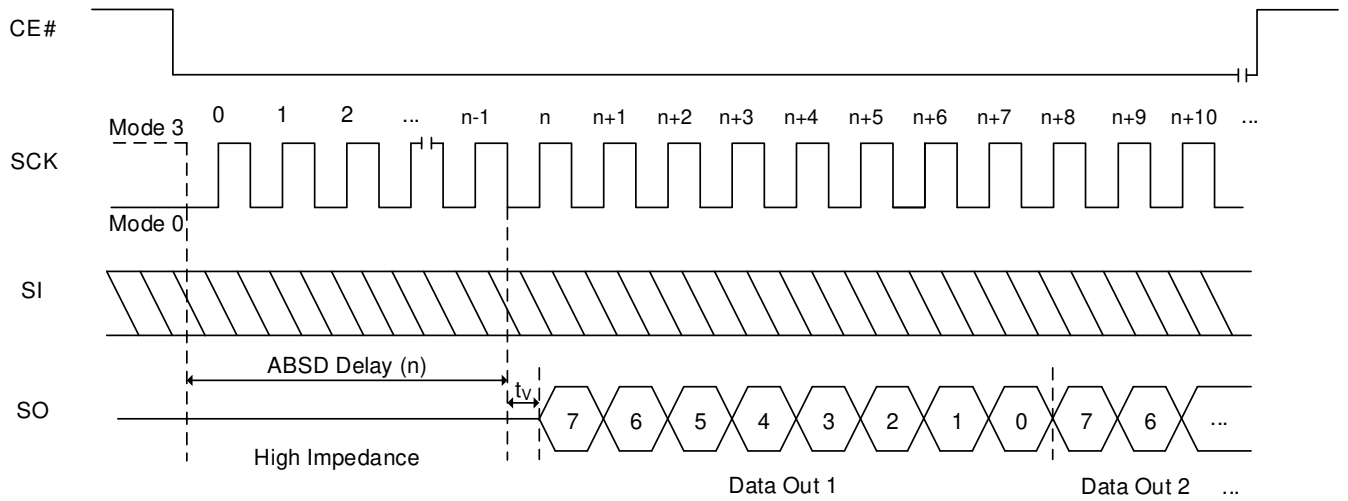 CE#
0 1 2 ... n-1 n n+1 n+2 n+3 n+4 n+5 n+6 n+7 n+8 n+9 n+10 ...
Mode 3
SCK
Mode 0
SI
ABSD Delay (n)
tV
SO
7 6 5 4 3 2 1 0 7 6 ...
High Impedance
Data Out 1 Data Out 2 ...